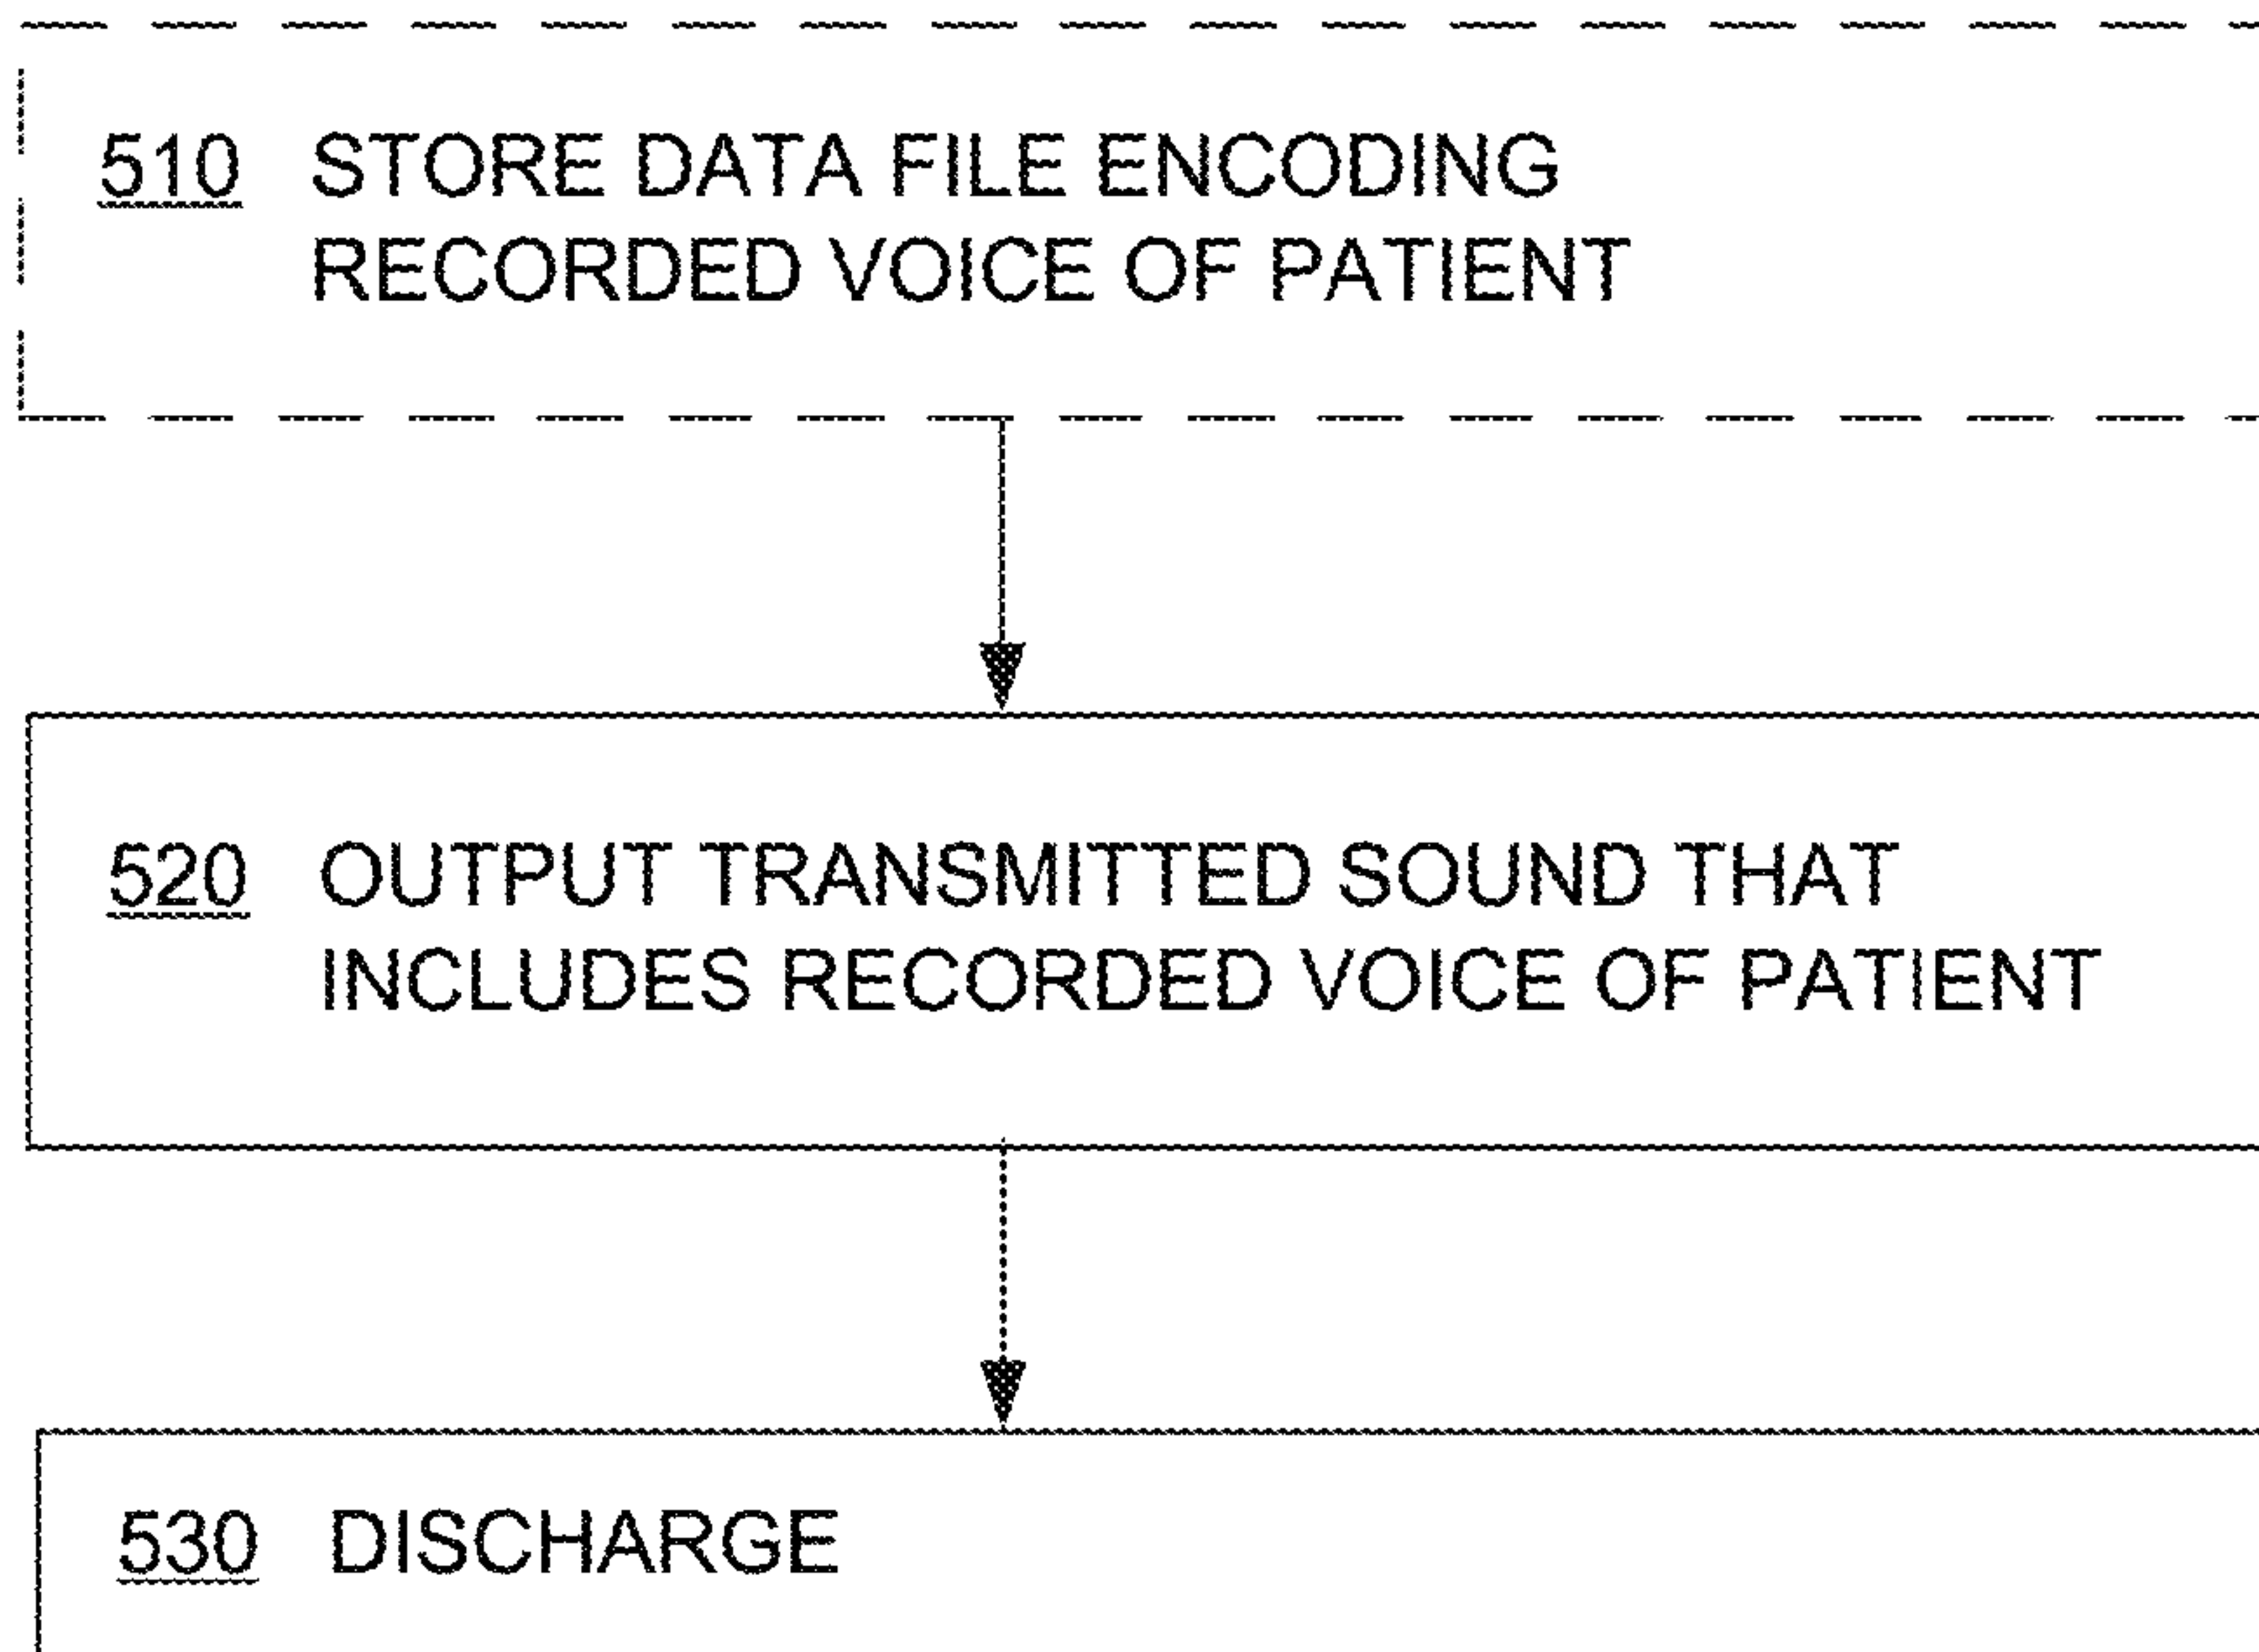 510 STORE DATA FILE ENCODING
RECORDED VOICE OF PATIENT
520 OUTPUT TRANSMITTED SOUND THAT
INCLUDES RECORDED VOICE OF PATIENT
530 DISCHARGE